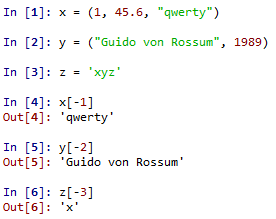 In [1]: x = (1, 45.6, "qwerty")
In [2]: y = ("Guido von Rossum", 1989)
In [3]: z = 'xyz'
In [4]: x[-1]
Out[4]: 'qwerty'
In [5]: y[-2]
Out[5]: 'Guido von Rossum'
In [6]: z[-3]
Out[6]: 'x'